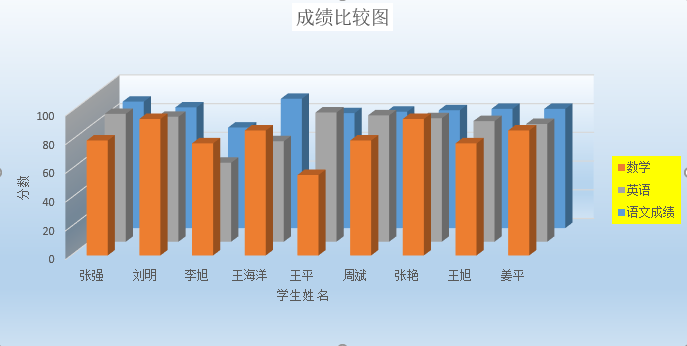 成绩比较图
100
80
60
40
20
0
分数
张强 刘明 李旭 王海洋 王平 周斌 张艳 王旭 姜平
学生姓名
数学
英语
语文成绩